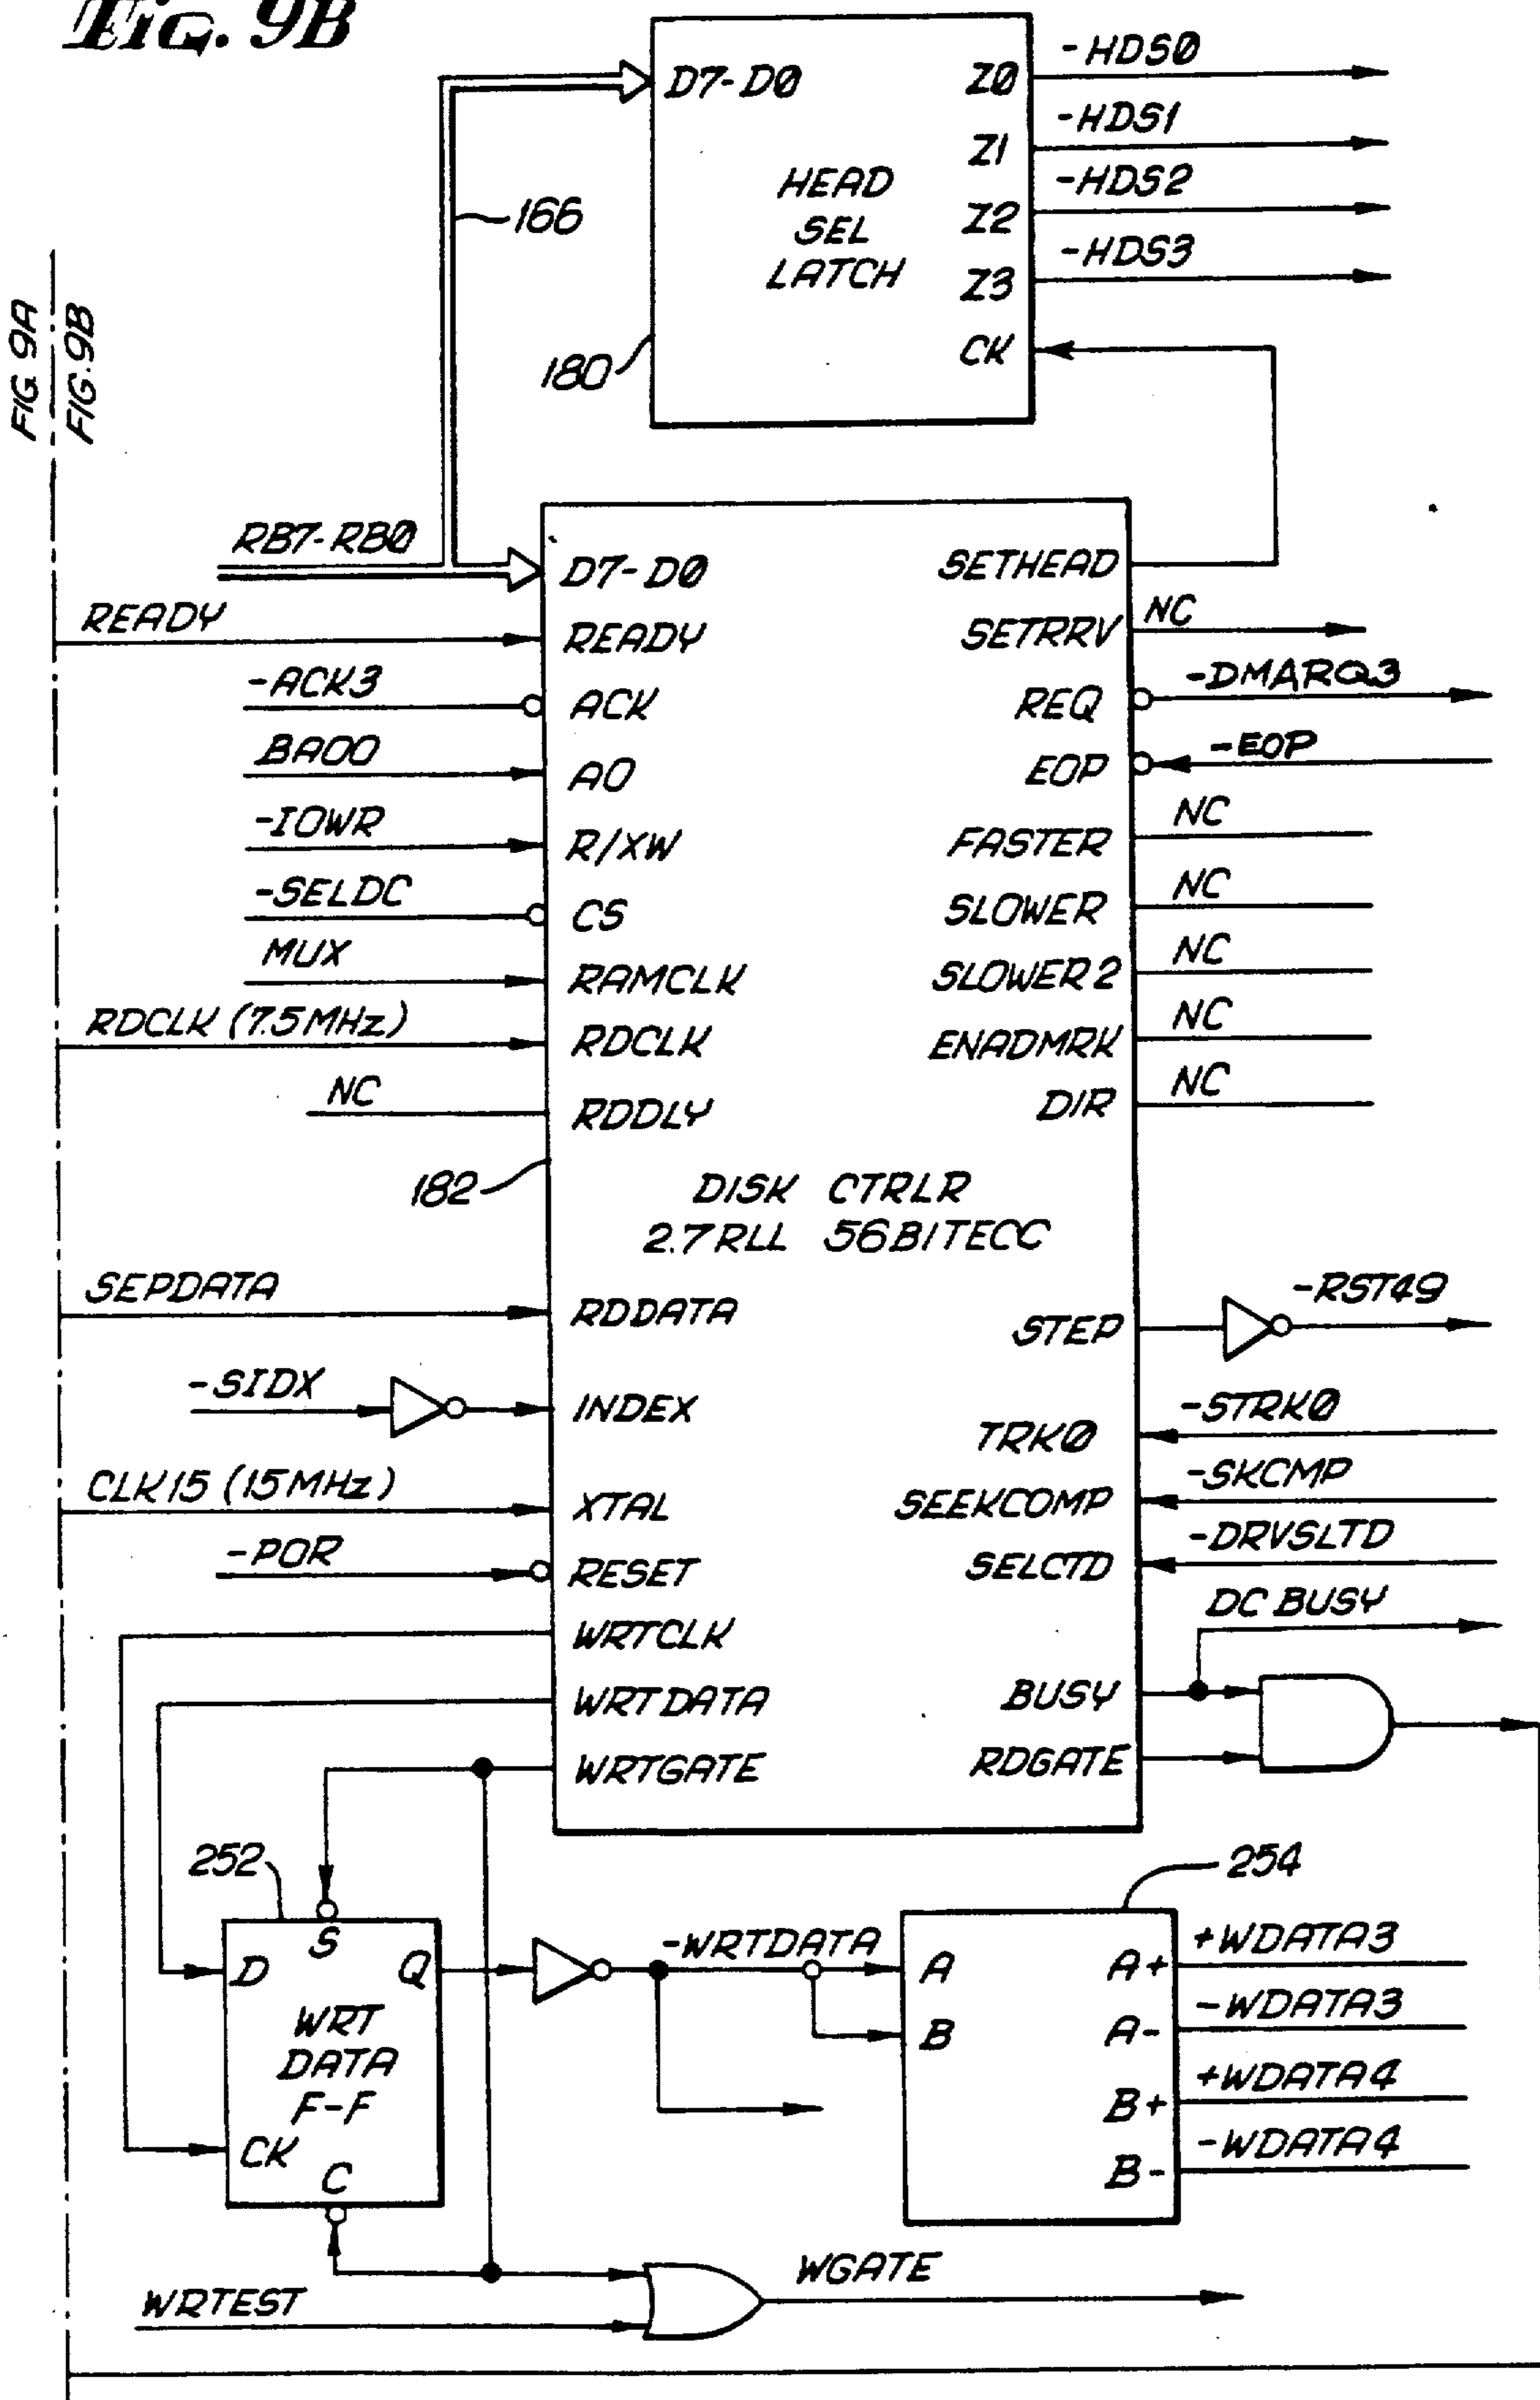 Fig. 9B
FIG. 9A
FIG. 9B
D7-D0
HEAD
SEL
LATCH
Z0
Z1
Z2
Z3
CK
-HDS0
-HDS1
-HDS2
-HDS3
166
180
RB7-RB0
READY
-ACK3
BA00
-IOWR
-SELDC
MUX
RDCLK (7.5MHz)
NC
182
SEPDATA
-SIDX
CLK15 (15MHz)
-POR
D7-D0
READY
ACK
A0
R/XW
CS
RAMCLK
RDCLK
RDDLY
DISK CTRLR
2.7RLL 56BITECC
RDDATA
INDEX
XTAL
RESET
WRTCLK
WRTDATA
WRTGATE
SETHEAD
SETRRV
REQ
EOP
FASTER
SLOWER
SLOWER2
ENADMRK
DIR
STEP
TRK0
SEEKCOMP
SELCTD
BUSY
RDGATE
NC
-DMARQ3
-EOP
NC
NC
NC
NC
NC
-RST49
-STRK0
-SKCMP
-DRVSLTD
DC BUSY
252
S
D
Q
WRT
DATA
F-F
CK
C
-WRTDATA
254
A
B
A+
A-
B+
B-
+WDATA3
-WDATA3
+WDATA4
-WDATA4
WRTEST
WGATE